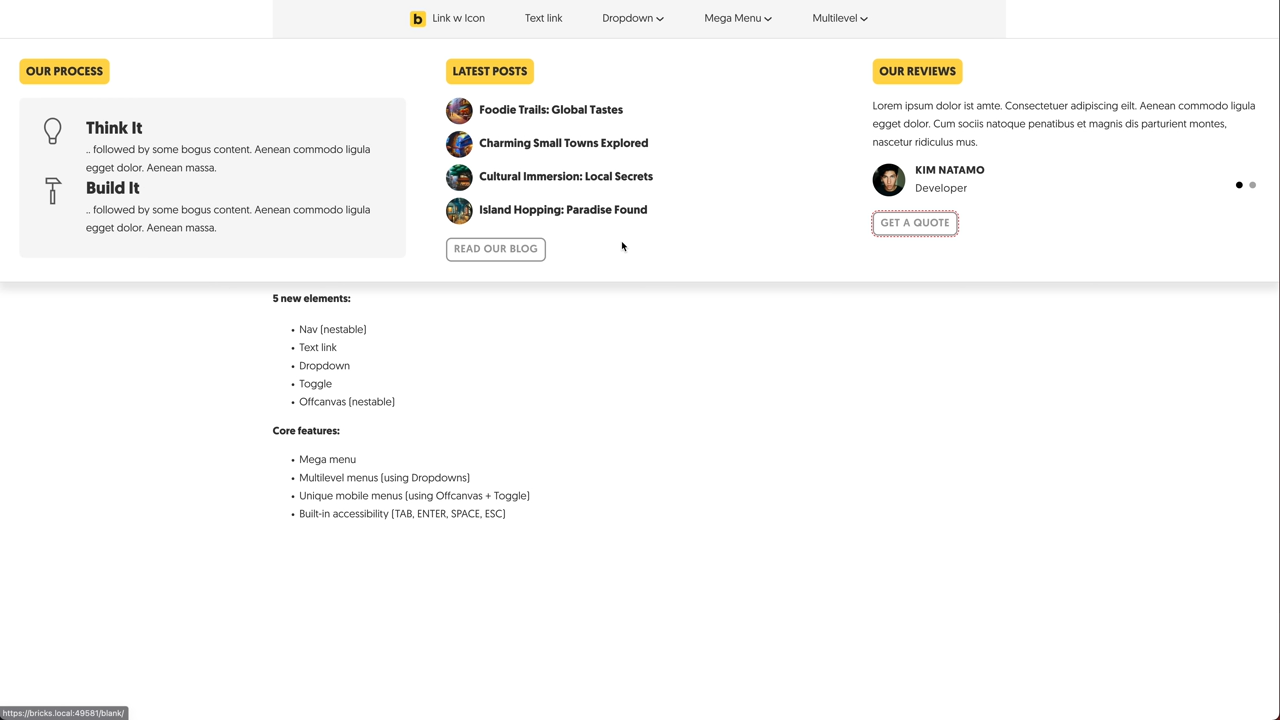 b Link w Icon Text link Dropdown Mega Menu Multilevel
OUR PROCESS
Think It
.. followed by some bogus content. Aenean commodo ligula
egget dolor. Aenean massa.
Build It
.. followed by some bogus content. Aenean commodo ligula
egget dolor. Aenean massa.
LATEST POSTS
Foodie Trails: Global Tastes
Charming Small Towns Explored
Cultural Immersion: Local Secrets
Island Hopping: Paradise Found
READ OUR BLOG
OUR REVIEWS
Lorem ipsum dolor ist amte. Consectetuer adipiscing eilt. Aenean commodo ligula
egget dolor. Cum sociis natoque penatibus et magnis dis parturient montes,
nascetur ridiculus mus.
KIM NATAMO
Developer
GET A QUOTE
5 new elements:
• Nav (nestable)
• Text link
• Dropdown
• Toggle
• Offcanvas (nestable)
Core features:
• Mega menu
• Multilevel menus (using Dropdowns)
• Unique mobile menus (using Offcanvas + Toggle)
• Built-in accessibility (TAB, ENTER, SPACE, ESC)
https://bricks.local:49581/blank/